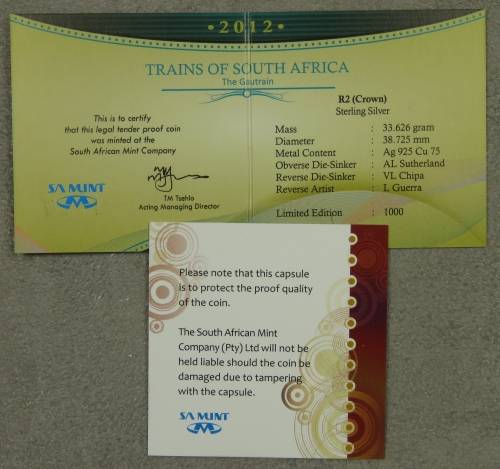 • 2012 •
TRAINS OF SOUTH AFRICA
The Gautrain
This is to certify
that this legal tender proof coin
was minted at the
South African Mint Company
SA MINT
TM Tsehlo
Acting Managing Director
R2 (Crown)
Sterling Silver
Mass : 33.626 gram
Diameter : 38.725 mm
Metal Content : Ag 925 Cu 75
Obverse Die-Sinker : AL Sutherland
Reverse Die-Sinker : VL Chipa
Reverse Artist : L Guerra
Limited Edition : 1000
Please note that this capsule
is to protect the proof quality
of the coin.
The South African Mint
Company (Pty) Ltd will not be
held liable should the coin be
damaged due to tampering
with the capsule.
SA MINT